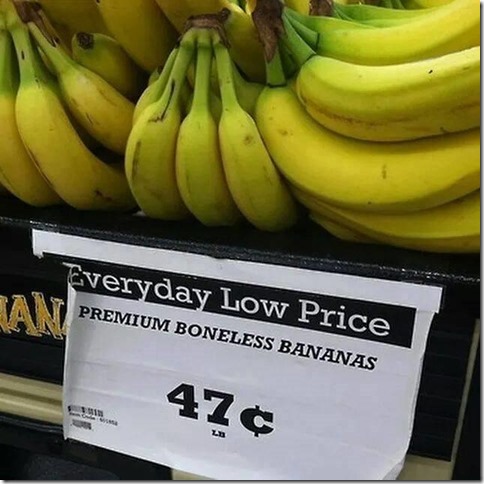 Everyday Low Price
PREMIUM BONELESS BANANAS
47¢
LB